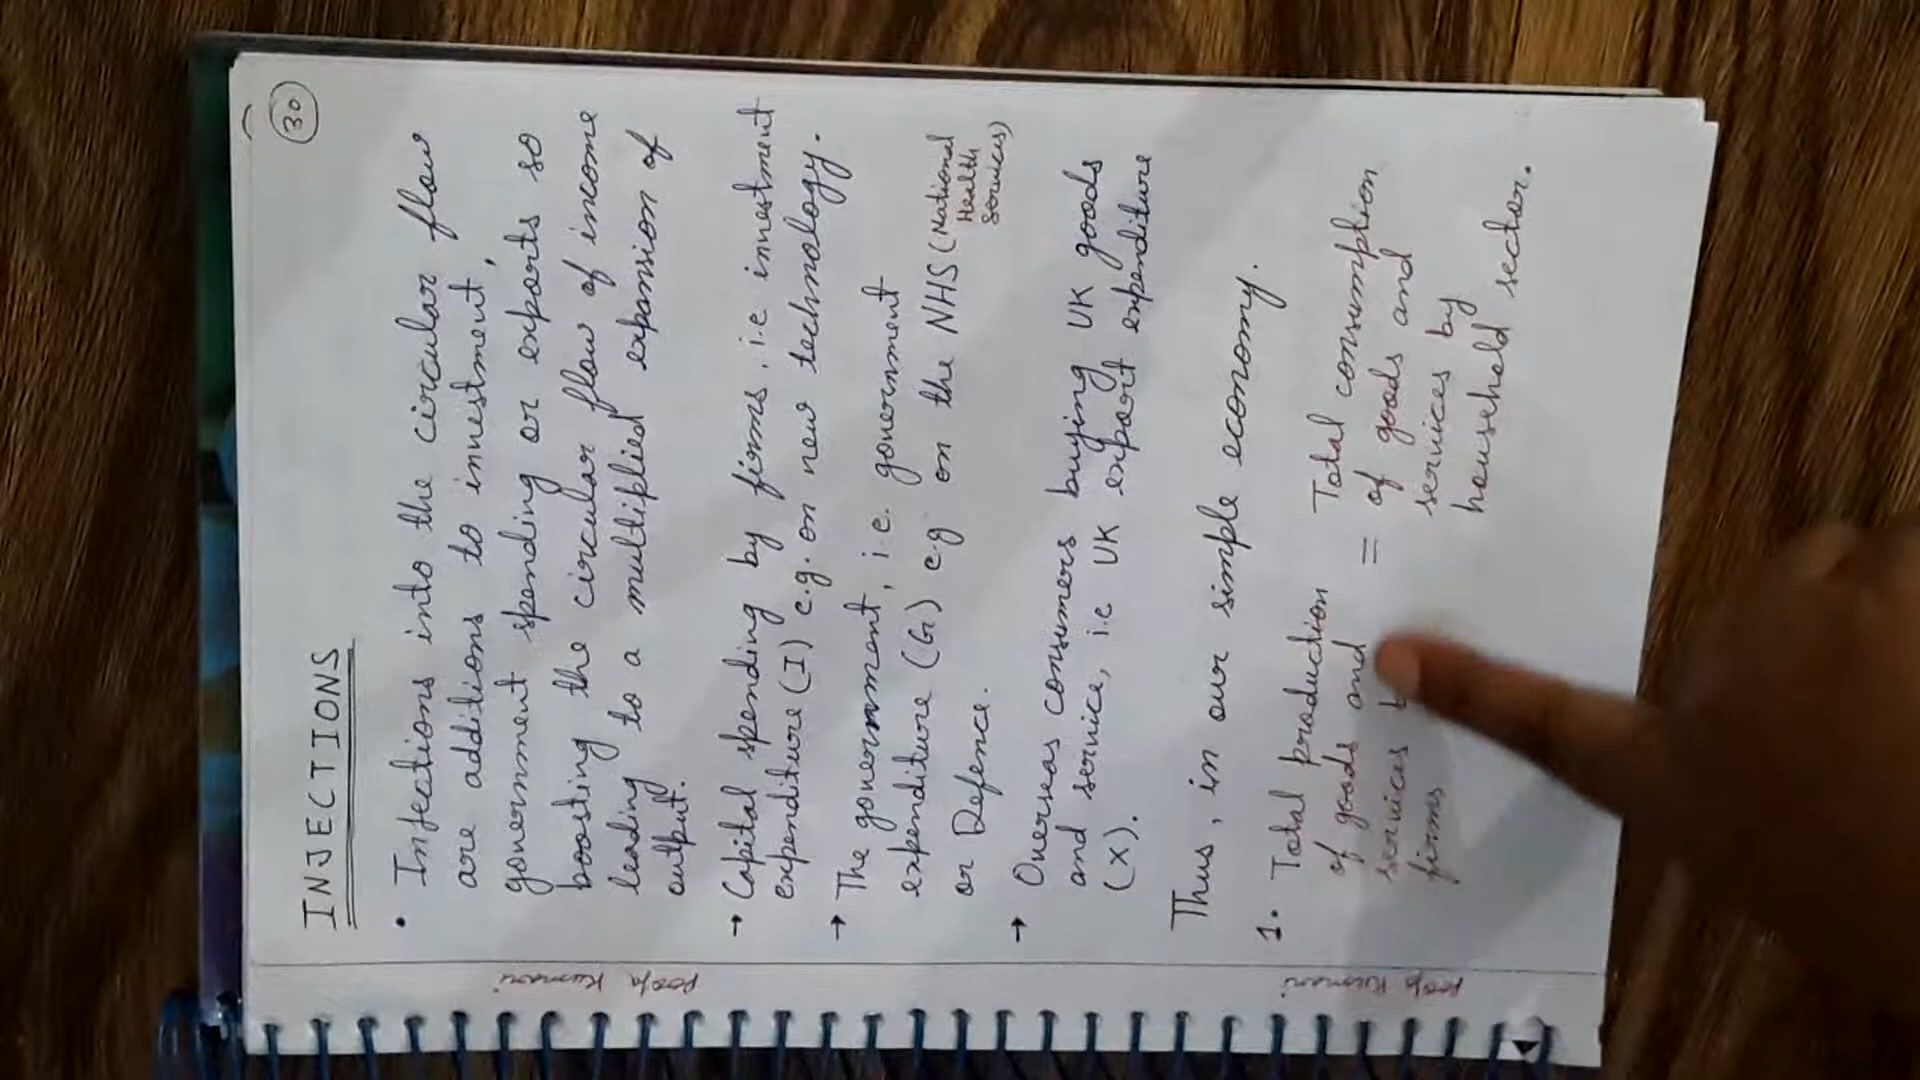 30
INJECTIONS
• Injections into the circular flow
are additions to investment,
government spending or exports so
boosting the circular flow of income
leading to a multiplied expansion of
output.
→ Capital spending by firms, i.e investment
expenditure (I) e.g. on new technology.
→ The government, i.e. government
expenditure (G) e.g on the NHS (National
Health
Services)
or Defence.
→ Overseas consumers buying UK goods
and service, i.e UK export expenditure
(X).
Thus, in our simple economy.
1. Total production
of goods and
services
firms
=
Total consumption
of goods and
services by
household sector.
Pooja Kumari
Pooja Kumari